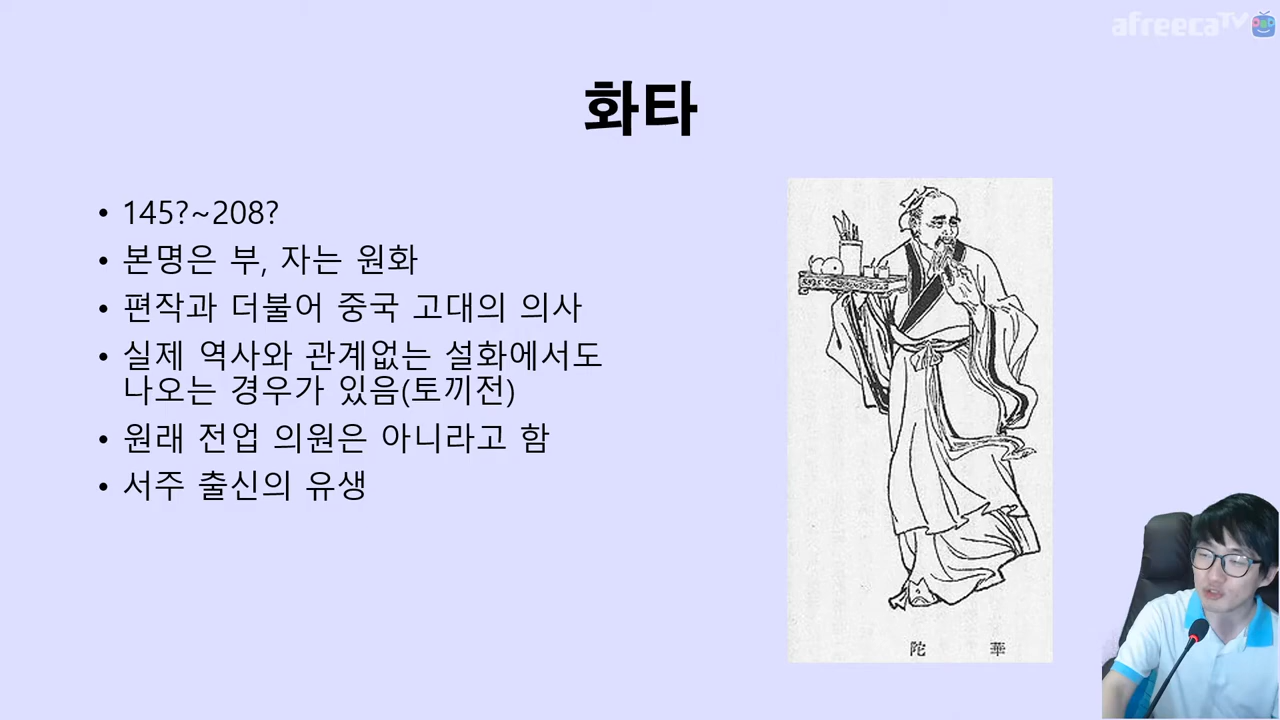 afreecaTV
화타
• 145?~208?
• 본명은 부, 자는 원화
• 편작과 더불어 중국 고대의 의사
• 실제 역사와 관계없는 설화에서도
나오는 경우가 있음(토끼전)
• 원래 전업 의원은 아니라고 함
• 서주 출신의 유생
陀 華